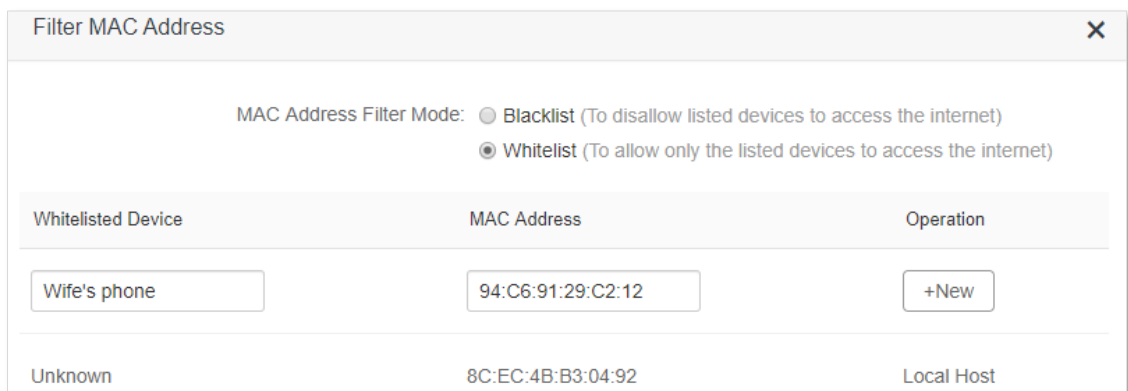 Filter MAC Address
MAC Address Filter Mode: Blacklist (To disallow listed devices to access the internet)
Whitelist (To allow only the listed devices to access the internet)
Whitelisted Device MAC Address Operation
Wife's phone 94:C6:91:29:C2:12 +New
Unknown 8C:EC:4B:B3:04:92 Local Host